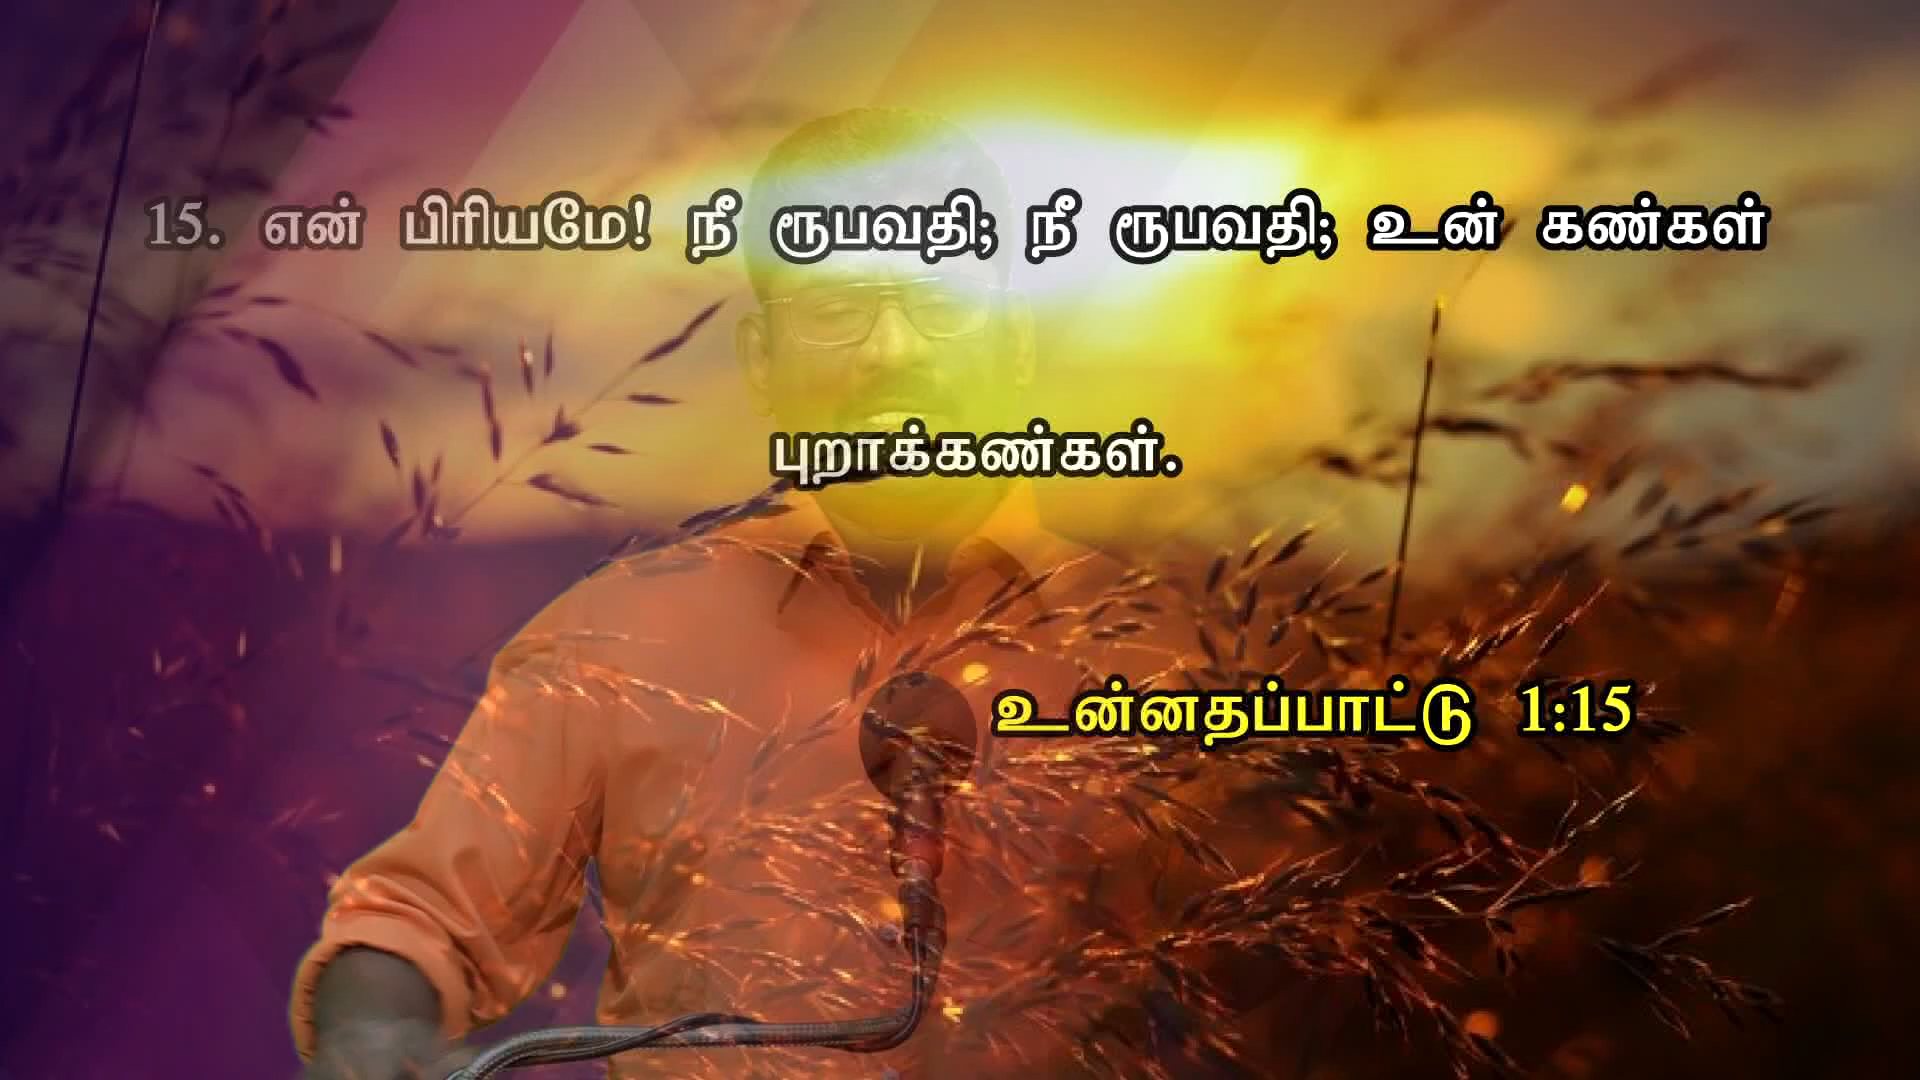 15. என் பிரியமே! நீ ரூபவதி; நீ ரூபவதி; உன் கண்கள்
புறாக்கண்கள்.
உன்னதப்பாட்டு 1:15